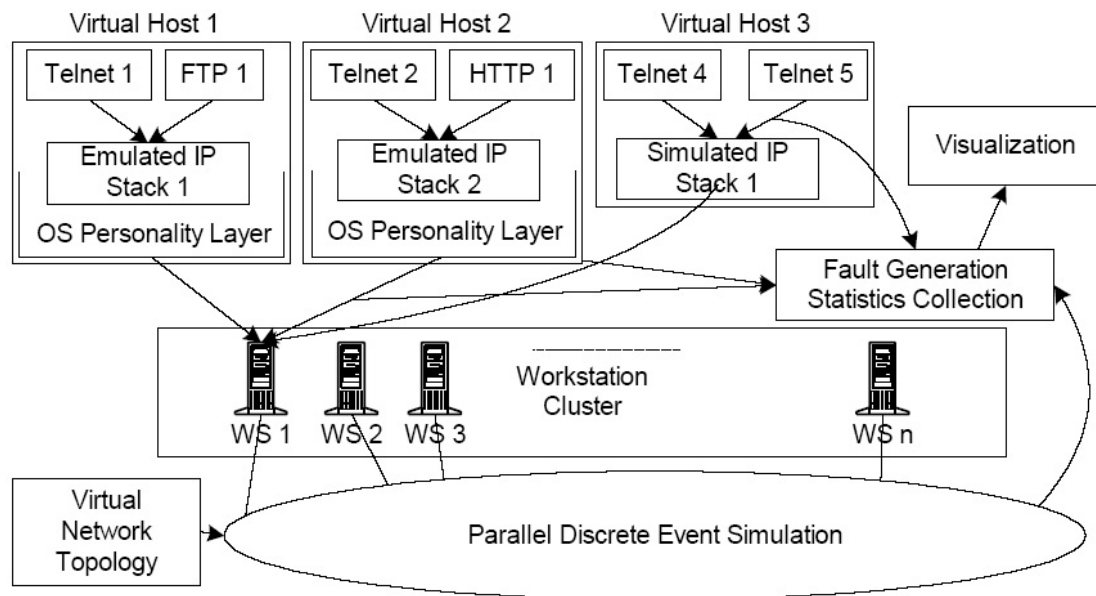 Virtual Host 1
Virtual Host 2
Virtual Host 3
Telnet 1
FTP 1
Telnet 2
HTTP 1
Telnet 4
Telnet 5
Emulated IP
Stack 1
Emulated IP
Stack 2
Simulated IP
Stack 1
Visualization
OS Personality Layer
OS Personality Layer
Fault Generation
Statistics Collection
Workstation
Cluster
WS 1
WS 2
WS 3
WS n
Virtual
Network
Topology
Parallel Discrete Event Simulation